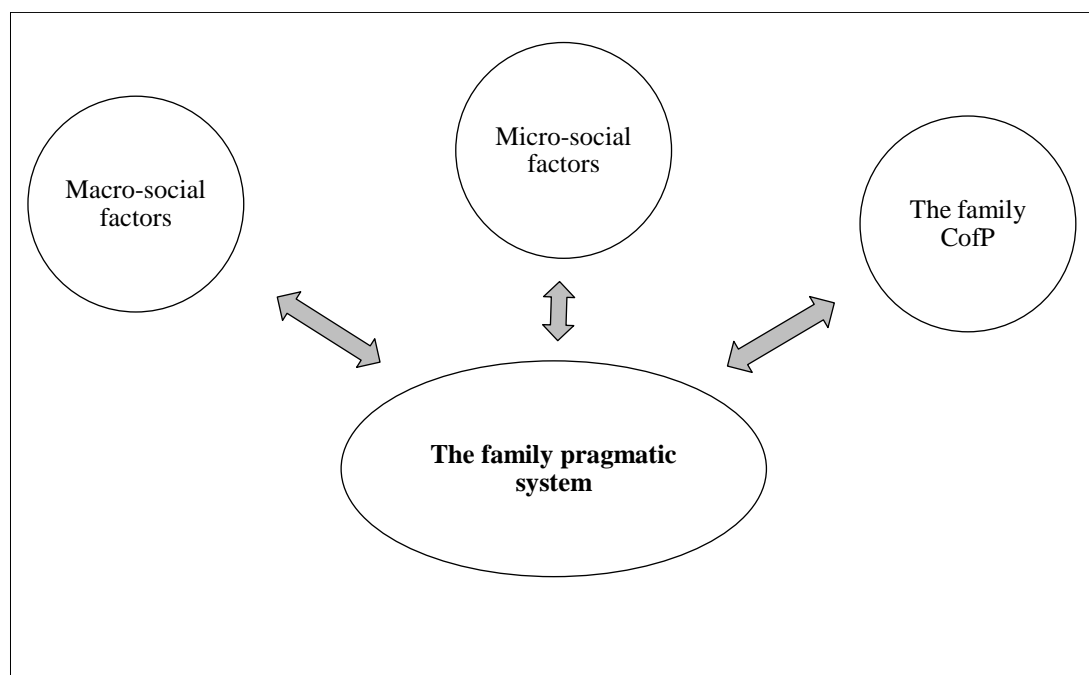 Macro-social
factors
Micro-social
factors
The family
CofP
The family pragmatic
system